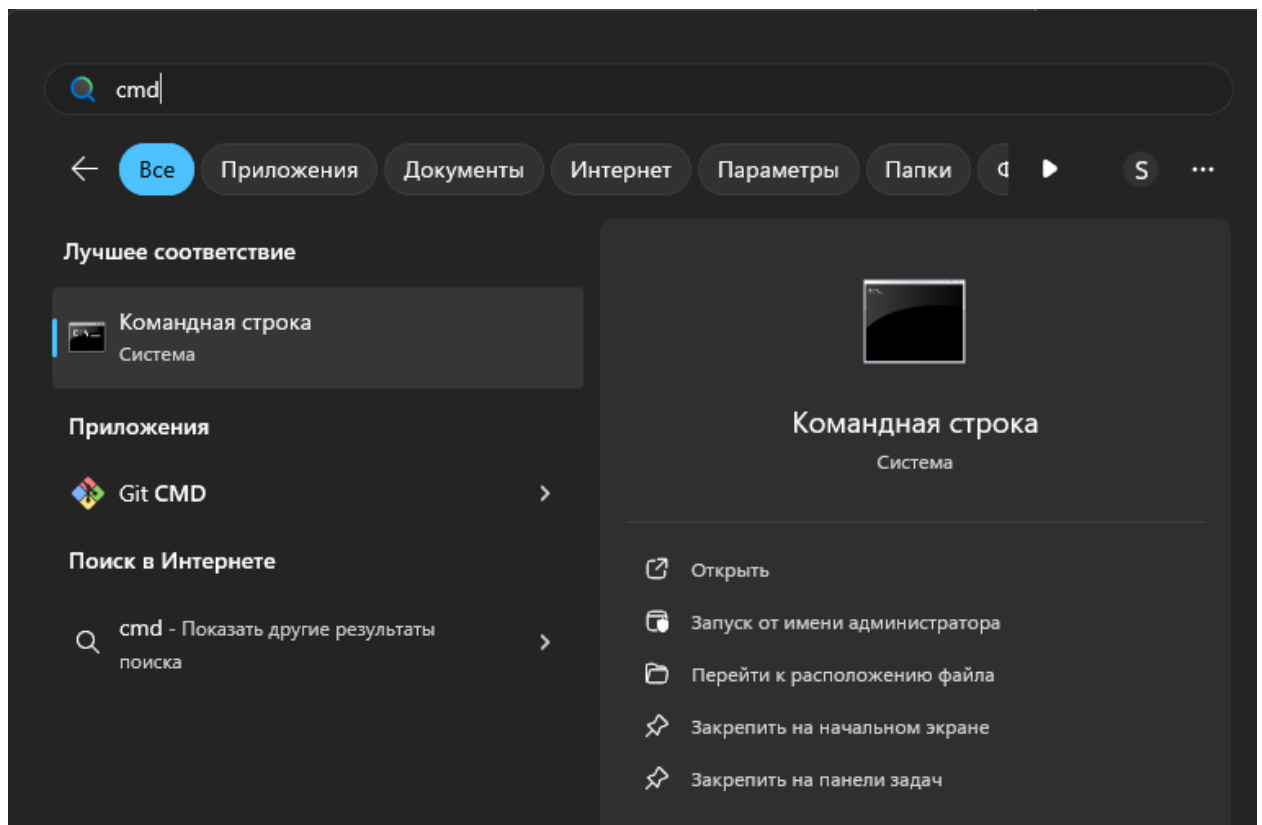 cmd
Все Приложения Документы Интернет Параметры Папки S ...
Лучшее соответствие
Командная строка
Система
Приложения
Git CMD
Поиск в Интернете
cmd - Показать другие результаты
поиска
Командная строка
Система
Открыть
Запуск от имени администратора
Перейти к расположению файла
Закрепить на начальном экране
Закрепить на панели задач